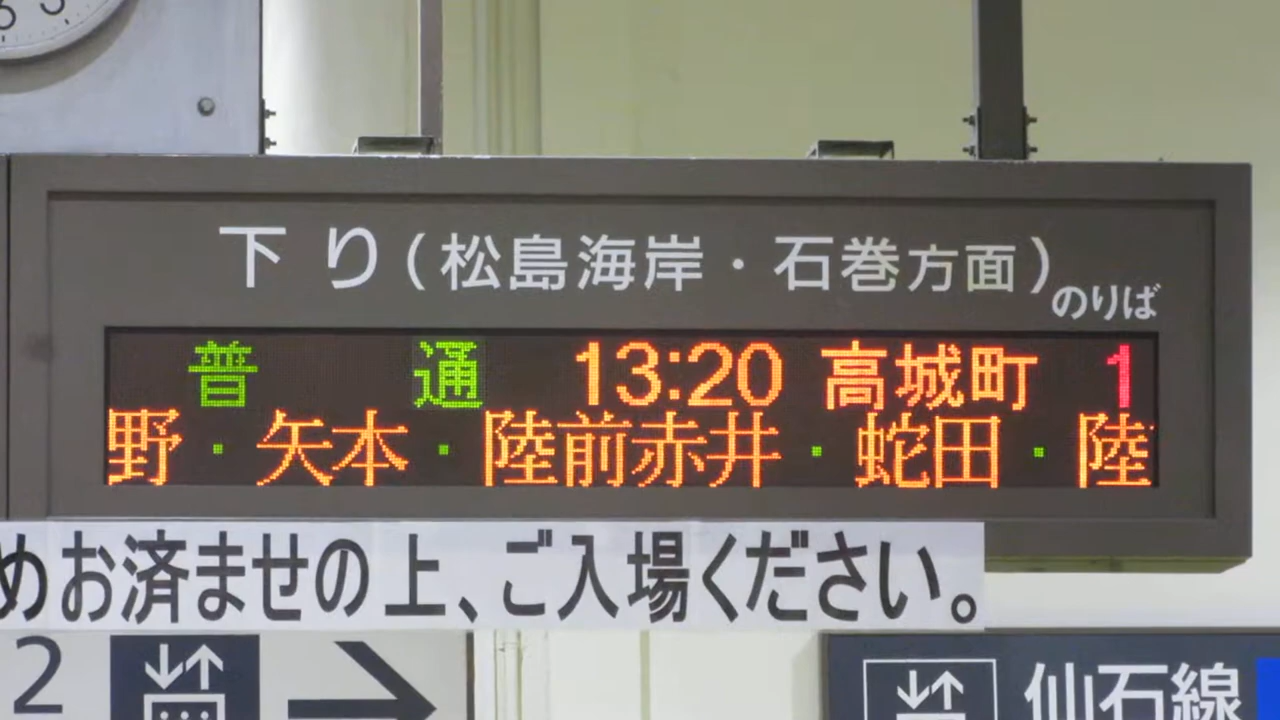 下り(松島海岸・石巻方面)のりば
普 通 13:20 高城町 1
野・矢本・陸前赤井・蛇田・陸
めお済ませの上、ご入場ください。
2
仙石線